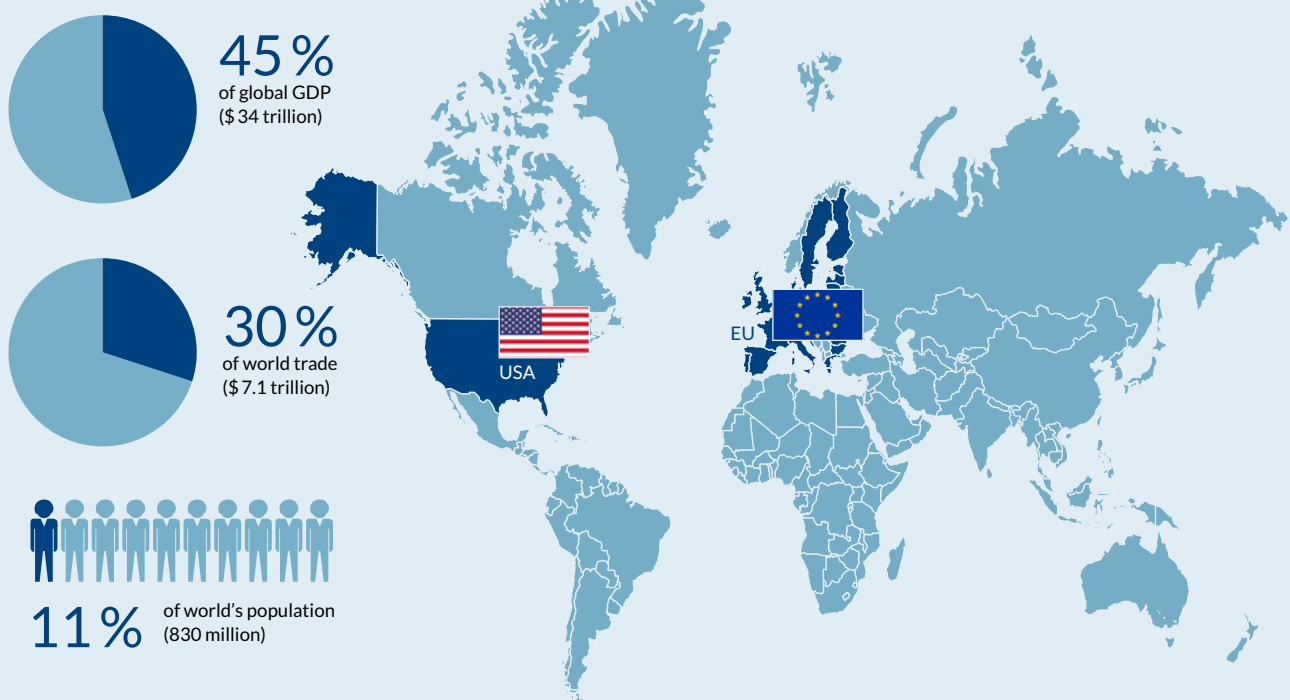 45 %
of global GDP
($ 34 trillion)
30 %
of world trade
($ 7.1 trillion)
11 %
of world's population
(830 million)
USA
EU